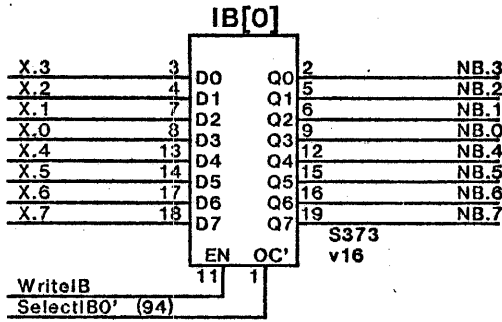 IB[0]
X.3 3 D0 Q0 2 NB.3
X.2 4 D1 Q1 5 NB.2
X.1 7 D2 Q2 6 NB.1
X.0 8 D3 Q3 9 NB.0
X.4 13 D4 Q4 12 NB.4
X.5 14 D5 Q5 15 NB.5
X.6 17 D6 Q6 16 NB.6
X.7 18 D7 Q7 19 NB.7
S373
EN OC' v16
11 1
WriteIB
SelectIB0' (94)